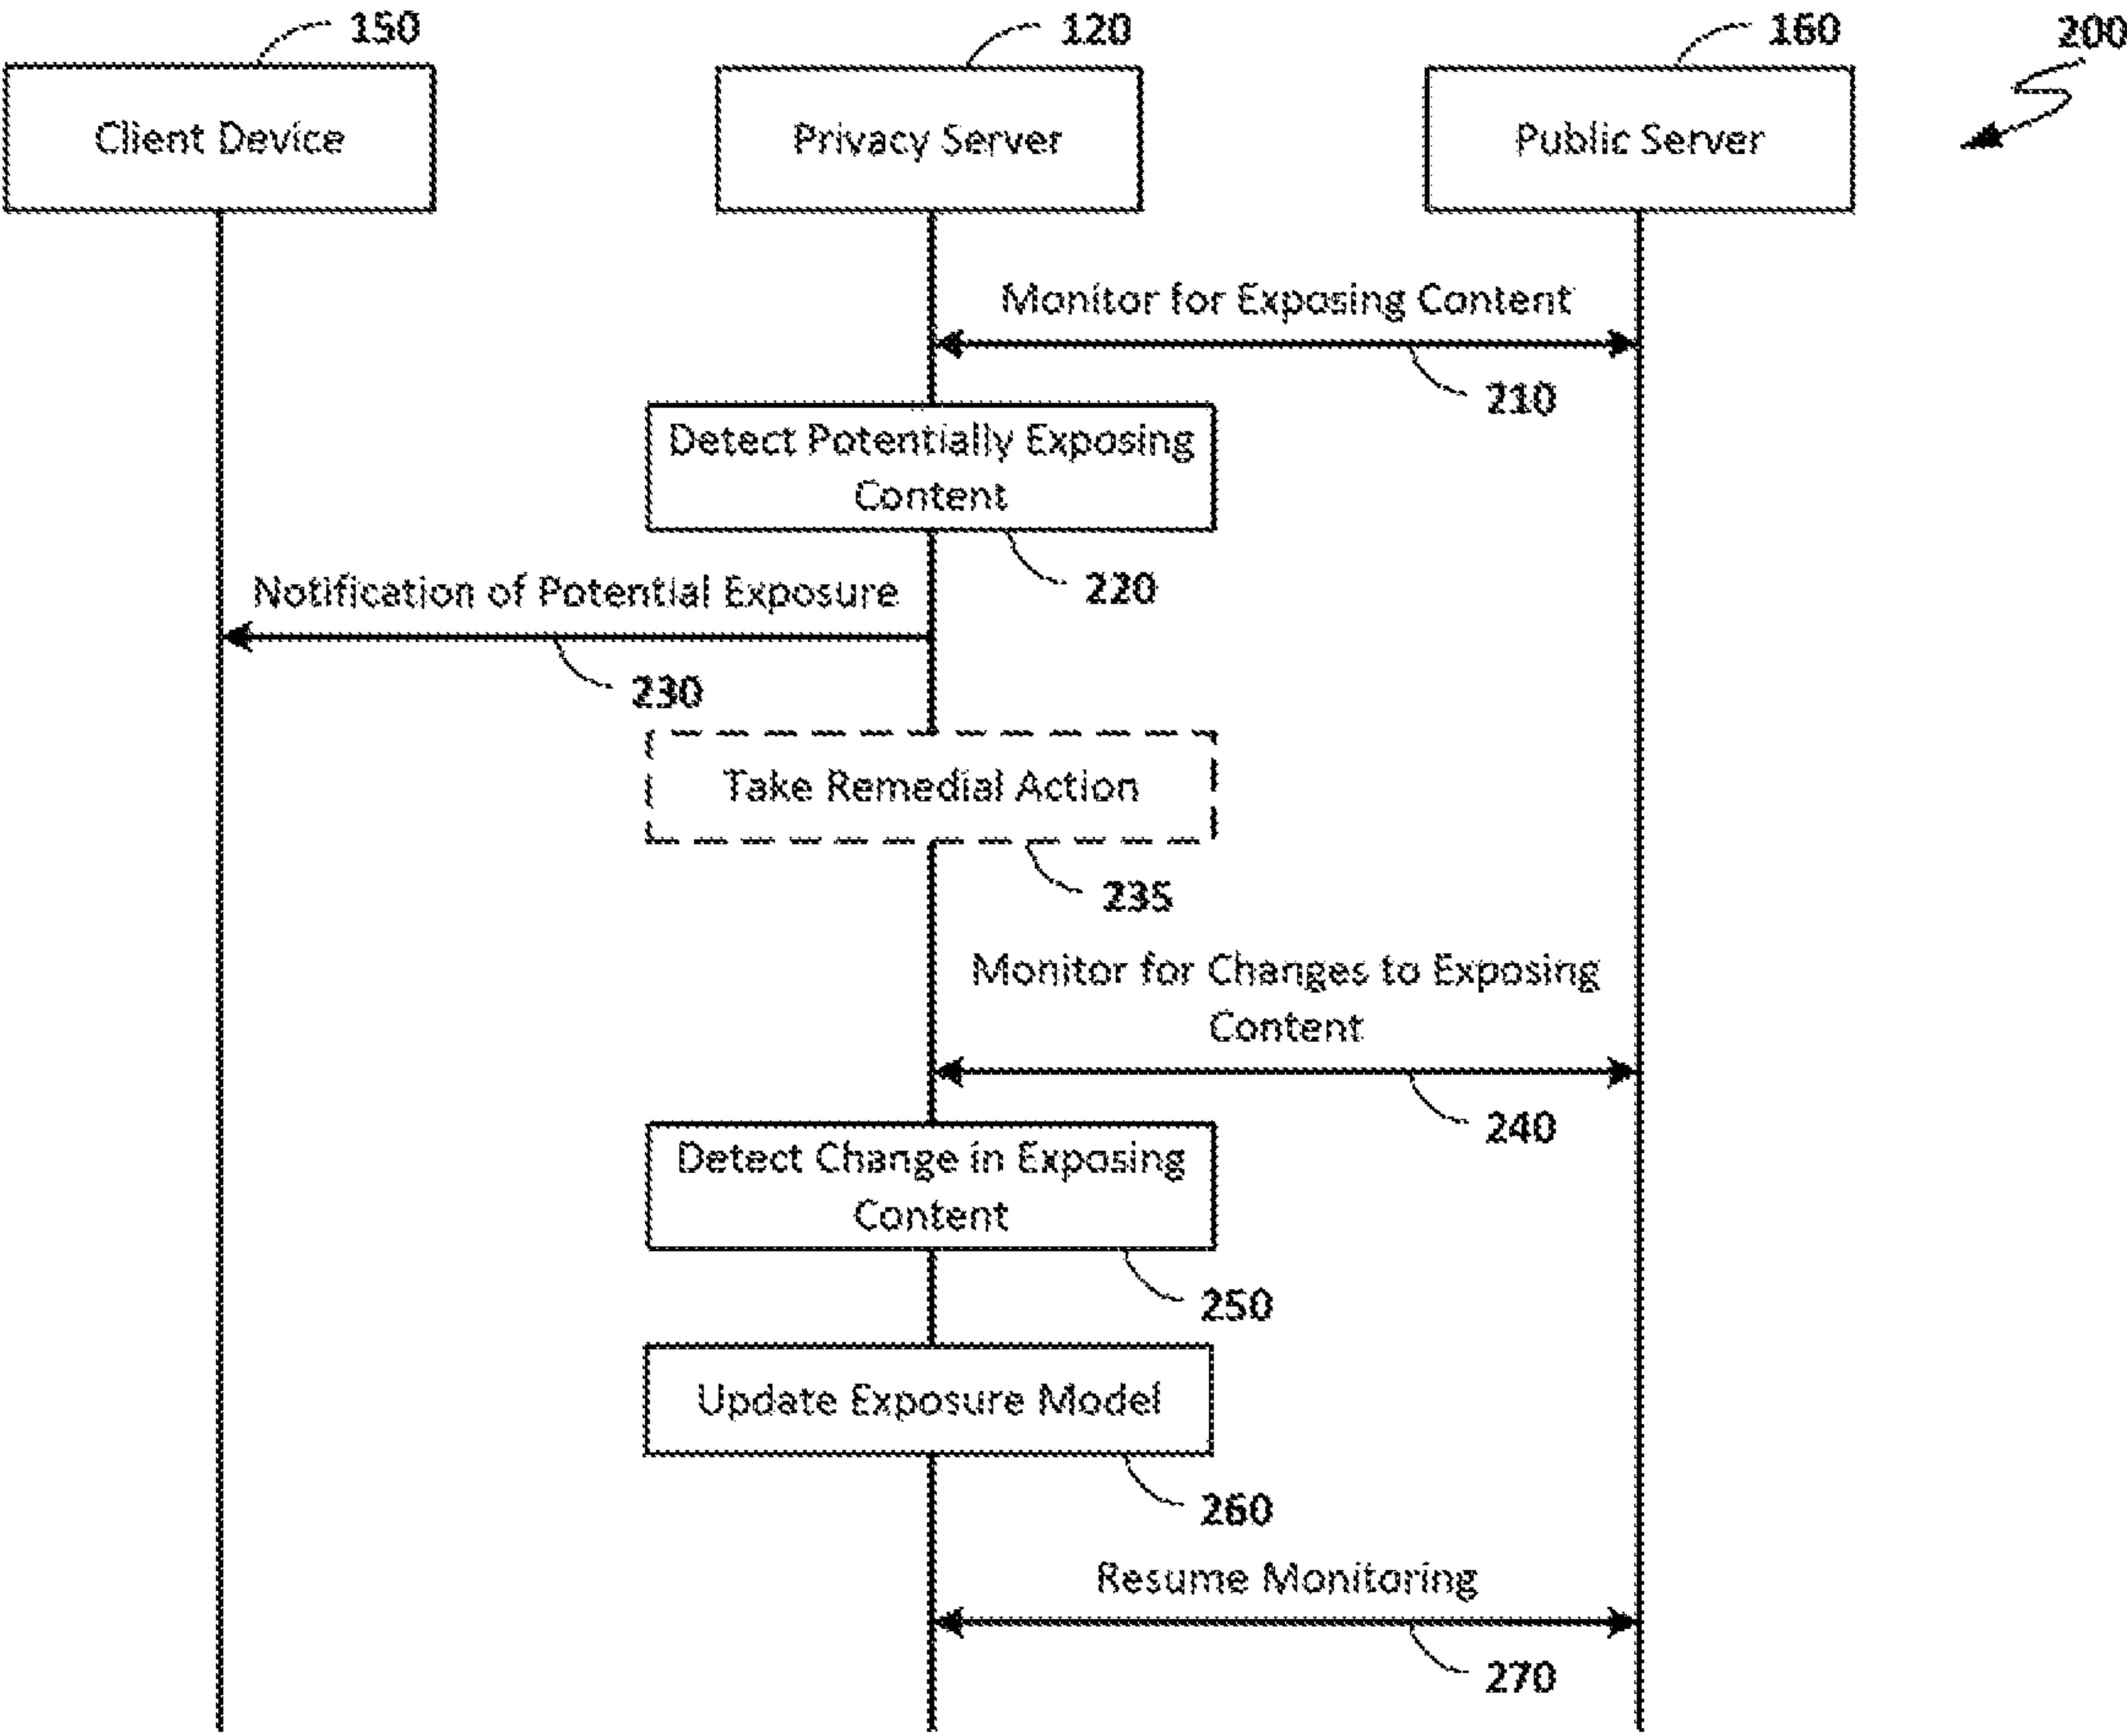 150
120
160
200
Client Device
Privacy Server
Public Server
Monitor for Exposing Content
210
Detect Potentially Exposing
Content
220
Notification of Potential Exposure
230
Take Remedial Action
235
Monitor for Changes to Exposing
Content
240
Detect Change in Exposing
Content
250
Update Exposure Model
260
Resume Monitoring
270